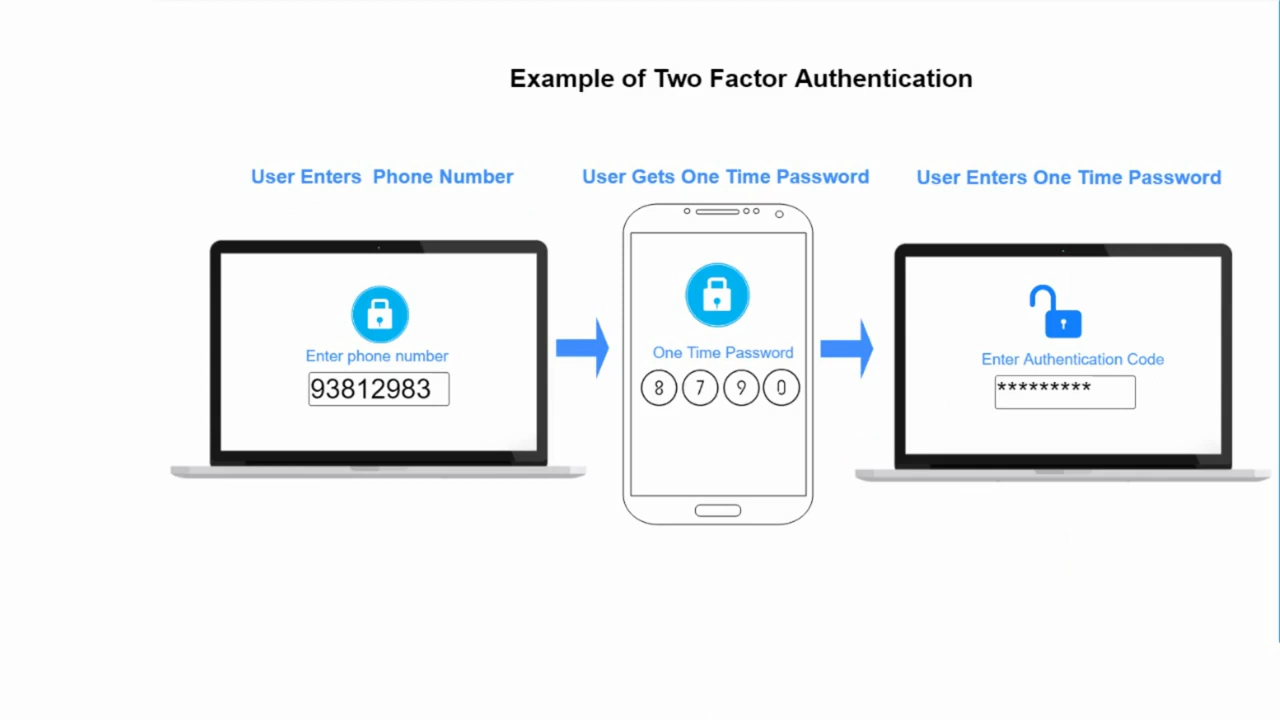 Example of Two Factor Authentication
User Enters Phone Number
User Gets One Time Password
User Enters One Time Password
Enter phone number
93812983
One Time Password
8 7 9 0
Enter Authentication Code
*********